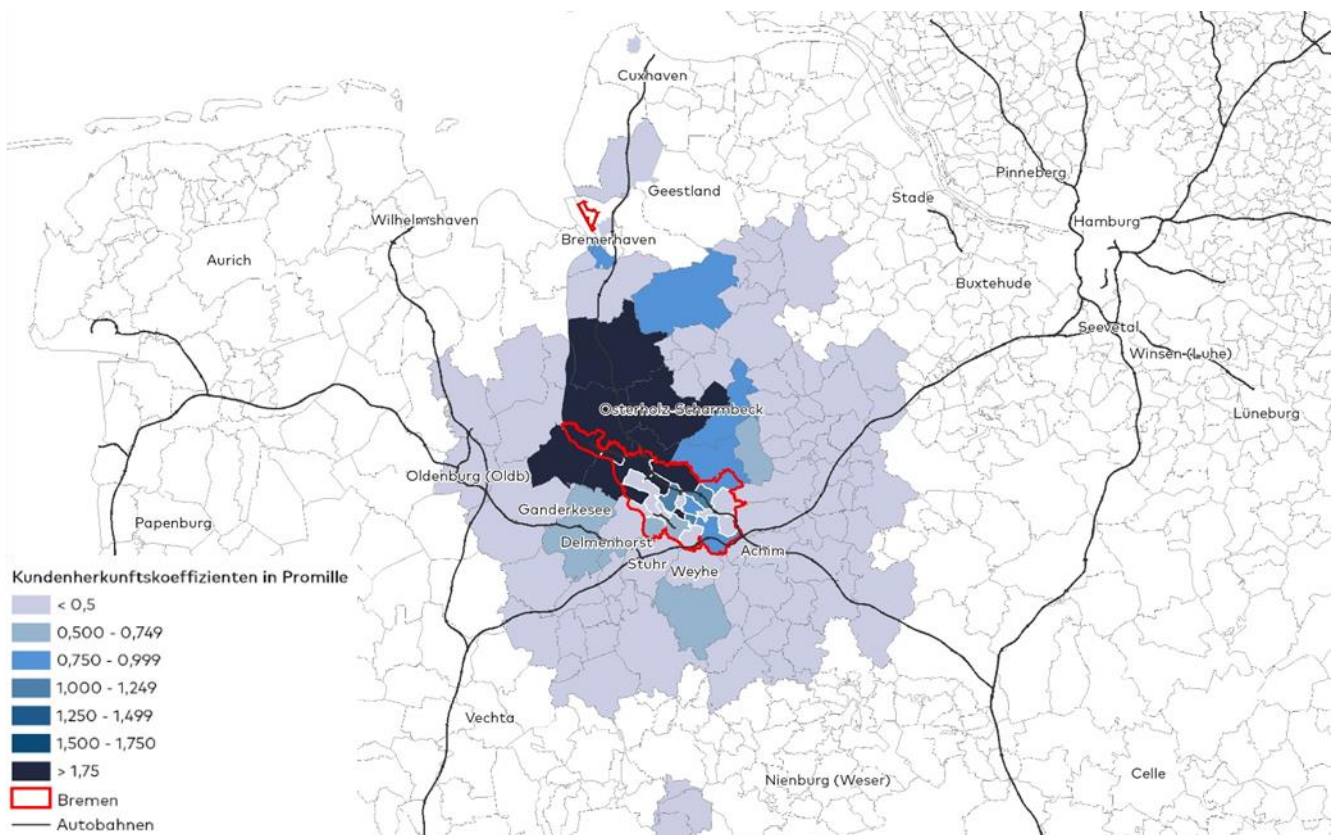 Cuxhaven
Pinneberg
Geestland
Stade
Hamburg
Wilhelmshaven
Bremerhaven
Aurich
Buxtehude
Seevetal
Winsen (Luhe)
Osterholz-Scharmbeck
Lüneburg
Oldenburg (Oldb)
Ganderkesee
Papenburg
Delmenhorst
Achim
Stuhr
Weyhe
Vechta
Nienburg (Weser)
Celle
Kundenherkunftskoeffizienten in Promille
< 0,5
0,500 - 0,749
0,750 - 0,999
1,000 - 1,249
1,250 - 1,499
1,500 - 1,750
> 1,75
Bremen
Autobahnen